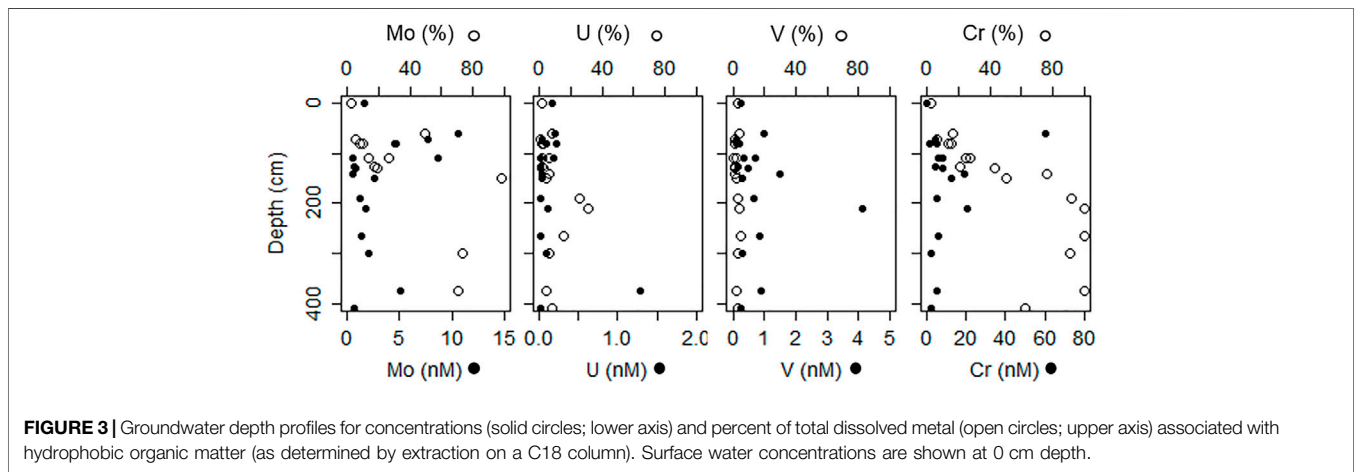 Mo (%) ○ U (%) ○ V (%) ○ Cr (%) ○
0 40 80 0 40 80 0 40 80 0 40 80
Depth (cm)
0
200
400
0 5 10 15 0.0 1.0 2.0 0 1 2 3 4 5 0 20 40 60 80
Mo (nM) ● U (nM) ● V (nM) ● Cr (nM) ●
FIGURE 3 | Groundwater depth profiles for concentrations (solid circles; lower axis) and percent of total dissolved metal (open circles; upper axis) associated with
hydrophobic organic matter (as determined by extraction on a C18 column). Surface water concentrations are shown at 0 cm depth.